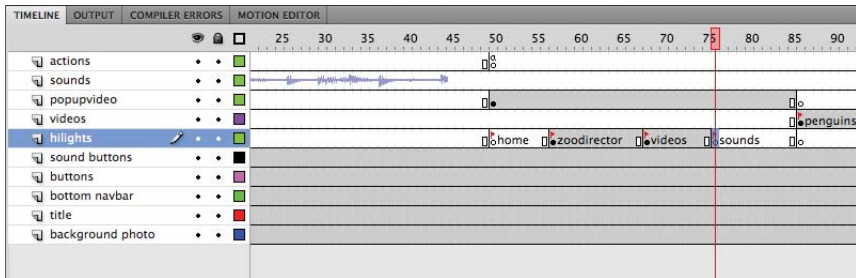 TIMELINE OUTPUT COMPILER ERRORS MOTION EDITOR
25 30 35 40 45 50 55 60 65 70 75 80 85 90
actions a
sounds
popupvideo
videos penguins
hilights home zoodirector videos sounds
sound buttons
buttons
bottom navbar
title
background photo